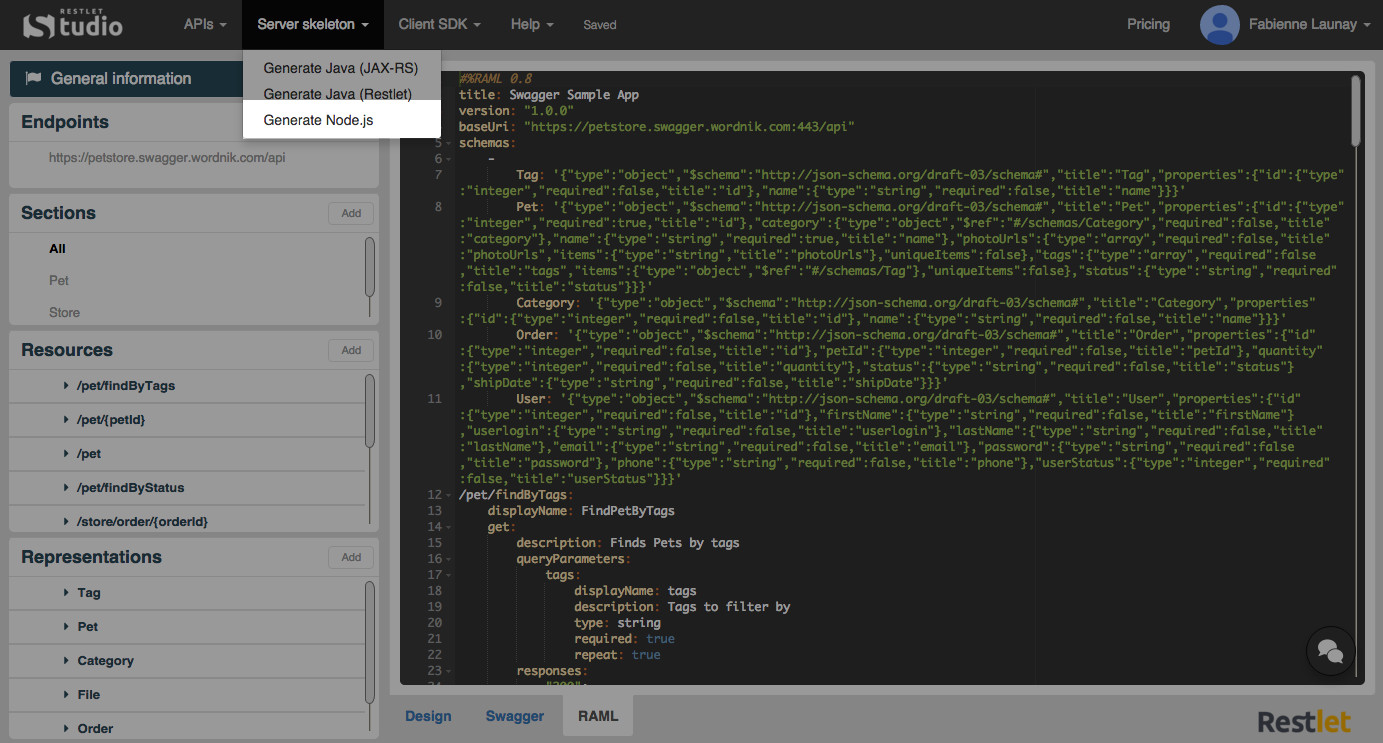 RESTLET
Studio
APIs
Server skeleton
Client SDK
Help
Saved
Pricing
Fabienne Launay
Generate Java (JAX-RS)
Generate Java (Restlet)
Generate Node.js
General information
Endpoints
https://petstore.swagger.wordnik.com/api
Sections
Add
All
Pet
Store
Resources
Add
/pet/findByTags
/pet/{petId}
/pet
/pet/findByStatus
/store/order/{orderId}
Representations
Add
Tag
Pet
Category
File
Order
#%RAML 0.8
title: Swagger Sample App
version: "1.0.0"
baseUri: "https://petstore.swagger.wordnik.com:443/api"
5 schemas:
6 -
7 Tag: '{"type":"object","$schema":"http://json-schema.org/draft-03/schema#","title":"Tag","properties":{"id":{"type"
:"integer","required":false,"title":"id"},"name":{"type":"string","required":false,"title":"name"}}}'
8 Pet: '{"type":"object","$schema":"http://json-schema.org/draft-03/schema#","title":"Pet","properties":{"id":{"type"
:"integer","required":true,"title":"id"},"category":{"type":"object","$ref":"#/schemas/Category","required":false,"title"
:"category"},"name":{"type":"string","required":true,"title":"name"},"photoUrls":{"type":"array","required":false,"title"
:"photoUrls","items":{"type":"string","title":"photoUrls"},"uniqueItems":false},"tags":{"type":"array","required":false
,"title":"tags","items":{"type":"object","$ref":"#/schemas/Tag"},"uniqueItems":false},"status":{"type":"string","required"
:false,"title":"status"}}}'
9 Category: '{"type":"object","$schema":"http://json-schema.org/draft-03/schema#","title":"Category","properties"
:{"id":{"type":"integer","required":false,"title":"id"},"name":{"type":"string","required":false,"title":"name"}}}'
10 Order: '{"type":"object","$schema":"http://json-schema.org/draft-03/schema#","title":"Order","properties":{"id"
:{"type":"integer","required":false,"title":"id"},"petId":{"type":"integer","required":false,"title":"petId"},"quantity"
:{"type":"integer","required":false,"title":"quantity"},"status":{"type":"string","required":false,"title":"status"}
,"shipDate":{"type":"string","required":false,"title":"shipDate"}}}'
11 User: '{"type":"object","$schema":"http://json-schema.org/draft-03/schema#","title":"User","properties":{"id"
:{"type":"integer","required":false,"title":"id"},"firstName":{"type":"string","required":false,"title":"firstName"}
,"userlogin":{"type":"string","required":false,"title":"userlogin"},"lastName":{"type":"string","required":false,"title"
:"lastName"},"email":{"type":"string","required":false,"title":"email"},"password":{"type":"string","required":false
,"title":"password"},"phone":{"type":"string","required":false,"title":"phone"},"userStatus":{"type":"integer","required"
:false,"title":"userStatus"}}}'
12 /pet/findByTags:
13 displayName: FindPetByTags
14 get:
15 description: Finds Pets by tags
16 queryParameters:
17 tags:
18 displayName: tags
19 description: Tags to filter by
20 type: string
21 required: true
22 repeat: true
23 responses:
24 "200":
Design
Swagger
RAML
Restlet